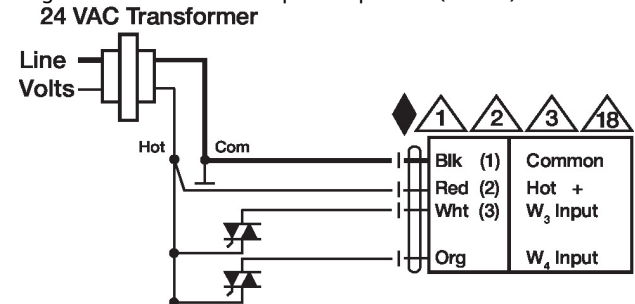 24 VAC Transformer
Line
Volts
Hot
Com
1 2 3 18
Blk (1) Common
Red (2) Hot +
Wht (3) W3 Input
Org W4 Input